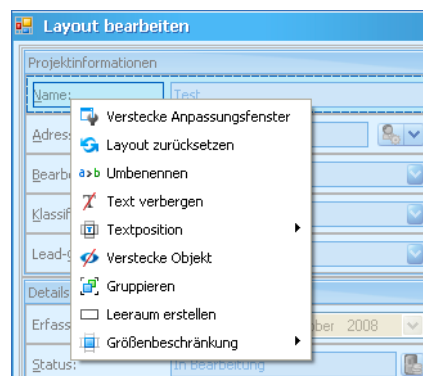 Layout bearbeiten
Projektinformationen
Name: Test
Verstecke Anpassungsfenster
Layout zurücksetzen
a>b Umbenennen
Text verbergen
Textposition
Verstecke Objekt
Gruppieren
Leeraum erstellen
Größenbeschränkung
Details
2008
Status: In Bearbeitung